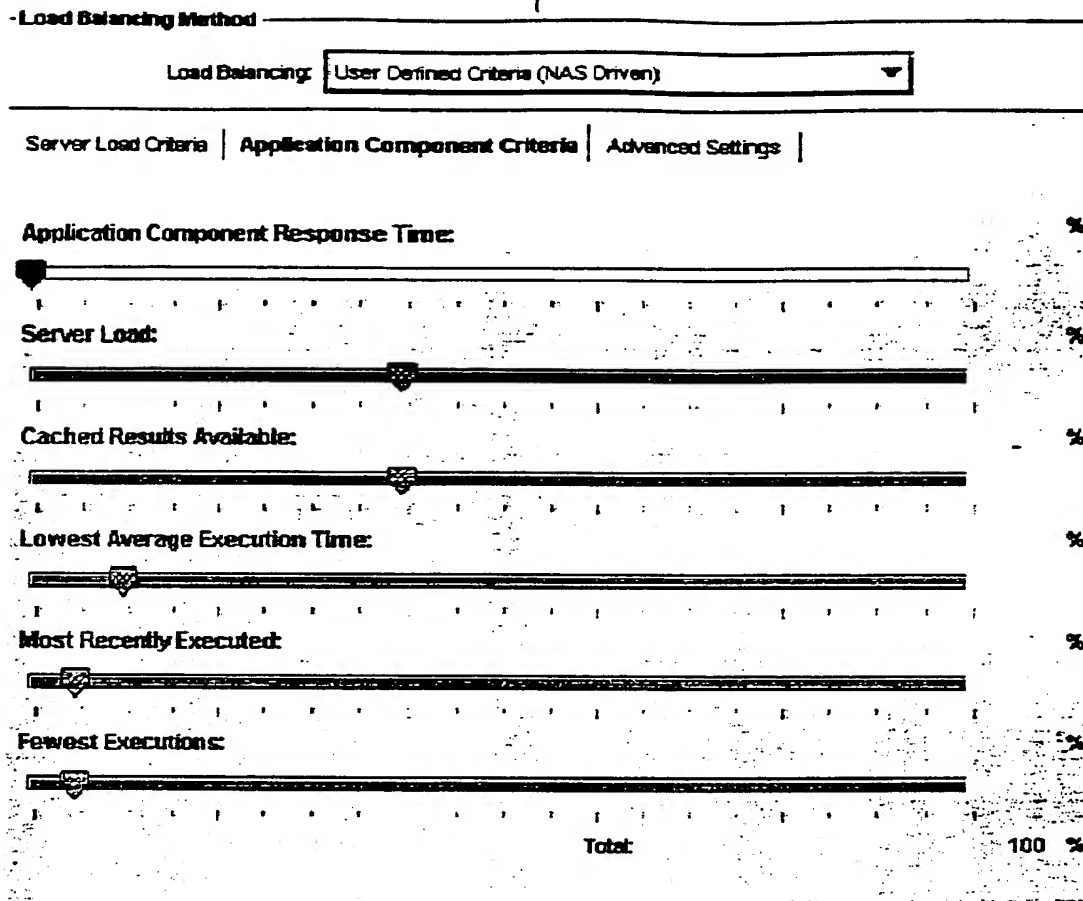 Load Balancing Method
Load Balancing: User Defined Criteria (NAS Driven)
Server Load Criteria | Application Component Criteria | Advanced Settings |
Application Component Response Time: %
Server Load: %
Cached Results Available: %
Lowest Average Execution Time: %
Most Recently Executed: %
Fewest Executions: %
Total: 100 %